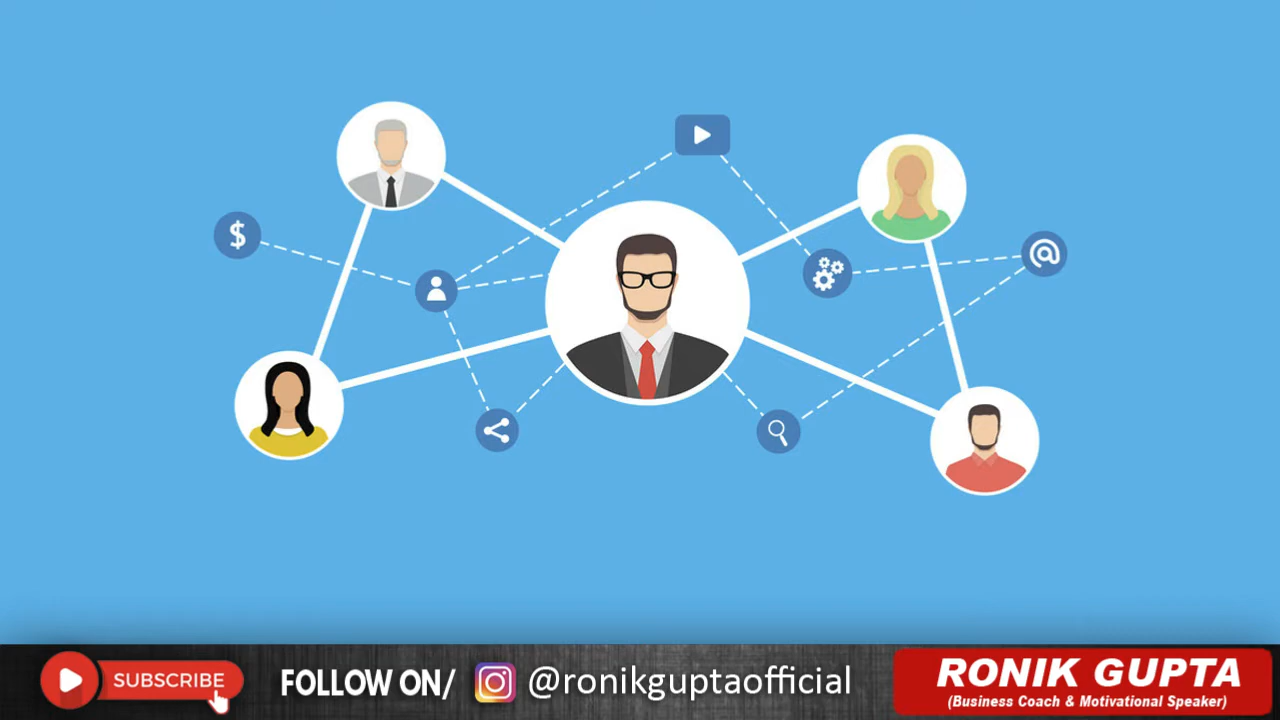 $
@
SUBSCRIBE
FOLLOW ON/ @ronikguptaofficial
RONIK GUPTA
(Business Coach & Motivational Speaker)